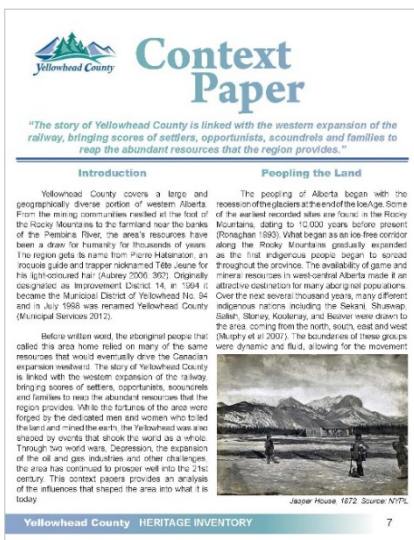 Yellowhead County
Context
Paper
"The story of Yellowhead County is linked with the western expansion of the
railway, bringing scores of settlers, opportunists, scoundrels and families to
reap the abundant resources that the region provides."
Introduction
Yellowhead County covers a large and
geographically diverse portion of western Alberta.
From the mining communities nestled at the foot of
the Rocky Mountains to the farmland near the banks
of the Pembina River, the area's resources have
been a draw for humanity for thousands of years.
The region gets its name from Pierre Hatsinaton, an
Iroquois guide and trapper nicknamed Tête Jeune for
his light-coloured hair (Aubrey 2006: 362). Originally
designated as Improvement District 14, in 1994 it
became the Municipal District of Yellowhead No. 94
and in July 1998 was renamed Yellowhead County
(Municipal Services 2012).
Before written word, the aboriginal people that
called this area home relied on many of the same
resources that would eventually drive the Canadian
expansion westward. The story of Yellowhead County
is linked with the western expansion of the railway,
bringing scores of settlers, opportunists, scoundrels
and families to reap the abundant resources that the
region provides. While the fortunes of the area were
forged by the dedicated men and women who toiled
the land and mined the earth, the Yellowhead was also
shaped by events that shook the world as a whole.
Through two world wars, Depression, the expansion
of the oil and gas industries and other challenges,
the area has continued to prosper well into the 21st
century. This context papers provides an analysis
of the influences that shaped the area into what it is
today.
Peopling the Land
The peopling of Alberta began with the
recession of the glaciers at the end of the Ice Age. Some
of the earliest recorded sites are found in the Rocky
Mountains, dating to 10,000 years before present
(Ronaghan 1993). What began as an ice-free corridor
along the Rocky Mountains gradually expanded
as the first indigenous people began to spread
throughout the province. The availability of game and
mineral resources in west-central Alberta made it an
attractive destination for many aboriginal populations.
Over the next several thousand years, many different
indigenous nations including the Sekani, Shuswap,
Salish, Stoney, Kootenay, and Beaver were drawn to
the area, coming from the north, south, east and west
(Murphy et al 2007). The boundaries of these groups
were dynamic and fluid, allowing for the movement
Jasper House, 1872. Source: NYPL
Yellowhead County HERITAGE INVENTORY 7